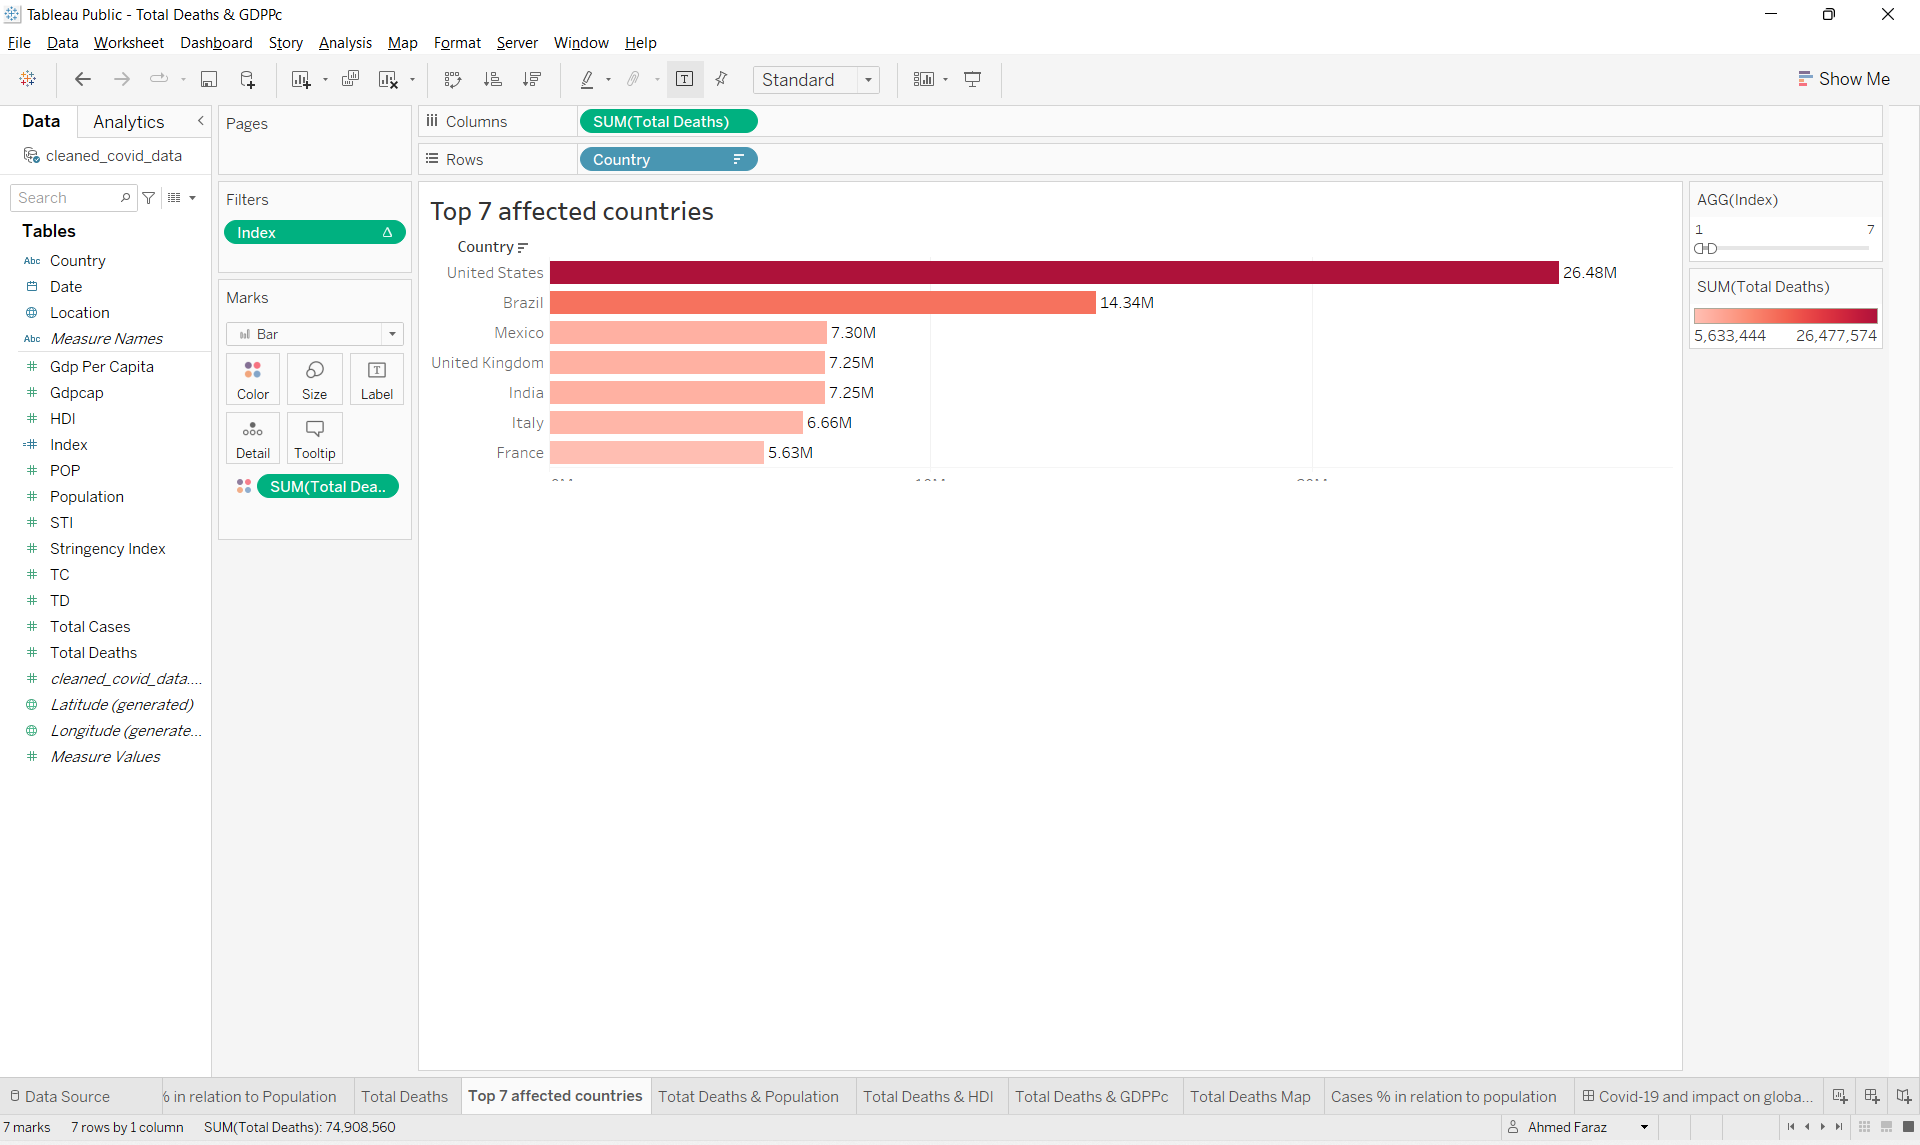 Tableau Public - Total Deaths & GDPPc
File Data Worksheet Dashboard Story Analysis Map Format Server Window Help
Standard
Show Me
Data Analytics
cleaned_covid_data
Search
Tables
Abc Country
Date
Location
Abc Measure Names
Gdp Per Capita
Gdpcap
HDI
Index
POP
Population
STI
Stringency Index
TC
TD
Total Cases
Total Deaths
cleaned_covid_data....
Latitude (generated)
Longitude (generate...
Measure Values
Pages
Filters
Index
Marks
Bar
Color Size Label
Detail Tooltip
SUM(Total Dea..
Columns SUM(Total Deaths)
Rows Country
Top 7 affected countries
Country
United States 26.48M
Brazil 14.34M
Mexico 7.30M
United Kingdom 7.25M
India 7.25M
Italy 6.66M
France 5.63M
AGG(Index)
1 7
SUM(Total Deaths)
5,633,444 26,477,574
Data Source % in relation to Population Total Deaths Top 7 affected countries Totat Deaths & Population Total Deaths & HDI Total Deaths & GDPPc Total Deaths Map Cases % in relation to population Covid-19 and impact on globa...
7 marks 7 rows by 1 column SUM(Total Deaths): 74,908,560 Ahmed Faraz